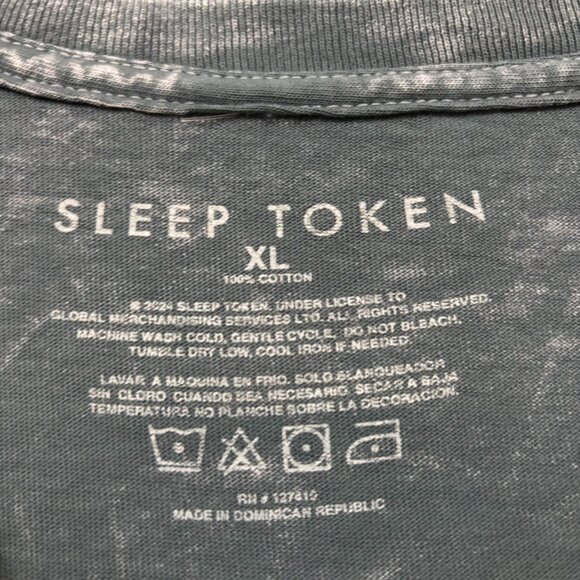 SLEEP TOKEN
XL
100% COTTON
© 2024 SLEEP TOKEN. UNDER LICENSE TO
GLOBAL MERCHANDISING SERVICES LTD. ALL RIGHTS RESERVED.
MACHINE WASH COLD, GENTLE CYCLE, DO NOT BLEACH.
TUMBLE DRY LOW, COOL IRON IF NEEDED.
LAVAR A MAQUINA EN FRIO. SOLO BLANQUEADOR
SIN CLORO CUANDO SEA NECESARIO. SECAR A BAJA
TEMPERATURA NO PLANCHE SOBRE LA DECORACION.
RN # 127410
MADE IN DOMINICAN REPUBLIC